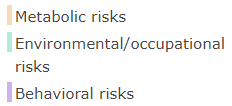 Metabolic risks
Environmental/occupational
risks
Behavioral risks